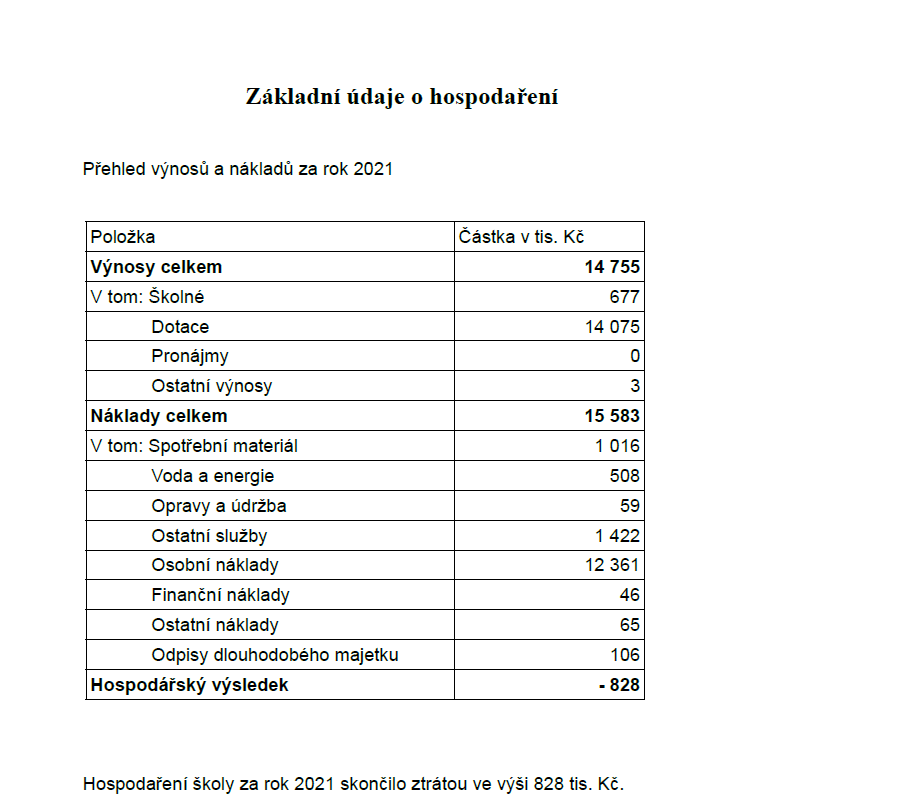 Základní údaje o hospodaření
Přehled výnosů a nákladů za rok 2021
Položka Částka v tis. Kč
Výnosy celkem 14 755
V tom: Školné 677
Dotace 14 075
Pronájmy 0
Ostatní výnosy 3
Náklady celkem 15 583
V tom: Spotřební materiál 1 016
Voda a energie 508
Opravy a údržba 59
Ostatní služby 1 422
Osobní náklady 12 361
Finanční náklady 46
Ostatní náklady 65
Odpisy dlouhodobého majetku 106
Hospodářský výsledek - 828
Hospodaření školy za rok 2021 skončilo ztrátou ve výši 828 tis. Kč.